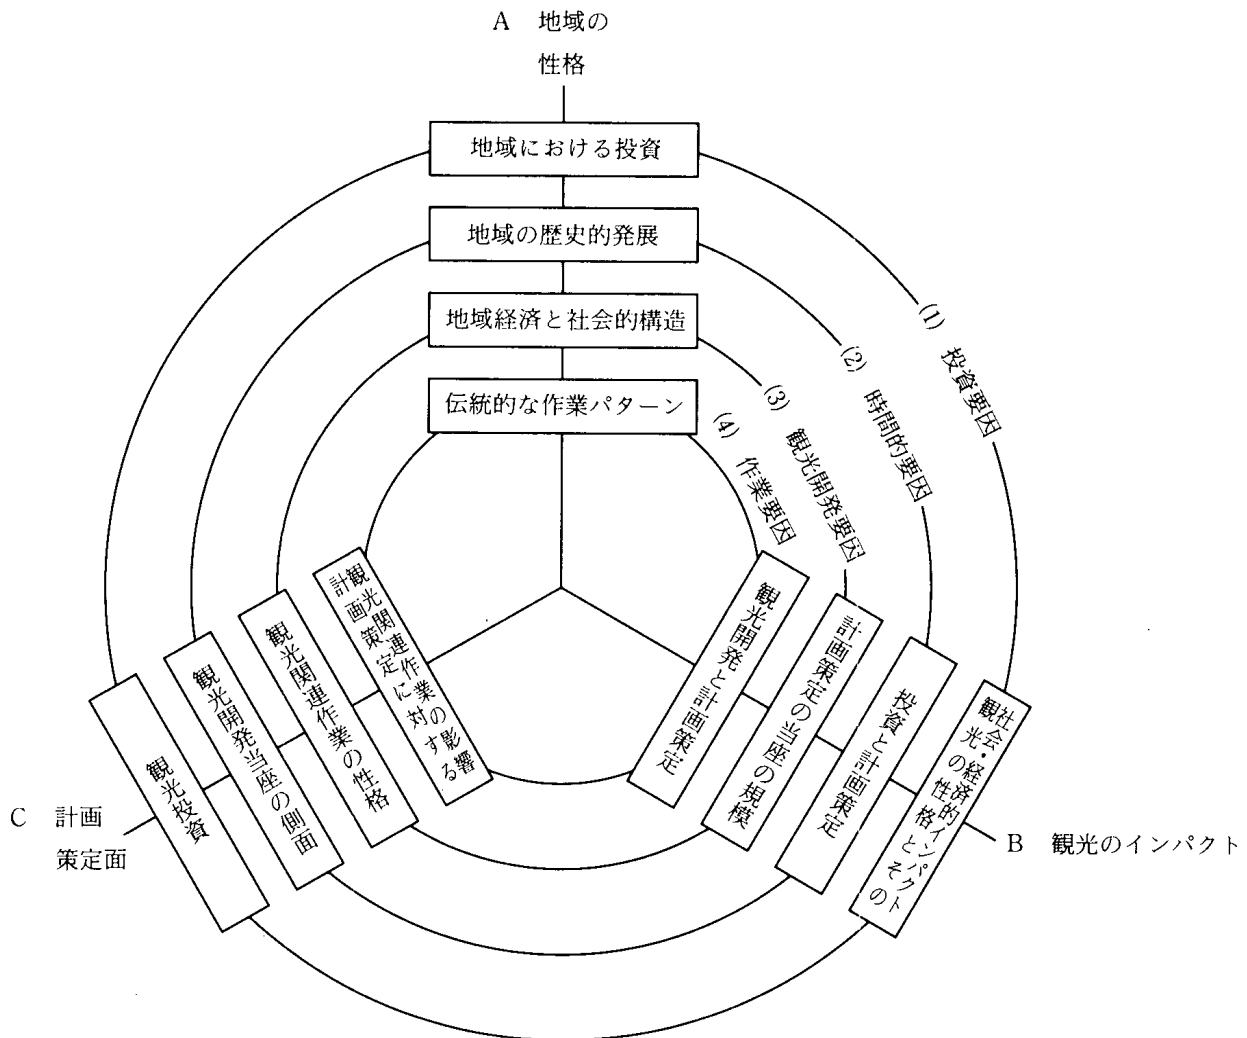 A 地域の
性格
地域における投資
地域の歴史的発展
地域経済と社会的構造
伝統的な作業パターン
(1) 投資要因
(2) 時間的要因
(3) 観光開発要因
(4) 作業要因
観光開発と計画策定
計画策定の当座の規模
投資と計画策定
社会・経済的インパクト
観光の性格とその
B 観光のインパクト
観光関連作業の影響
計画策定に対する
観光関連作業の性格
観光開発当座の側面
観光投資
C 計画
策定面